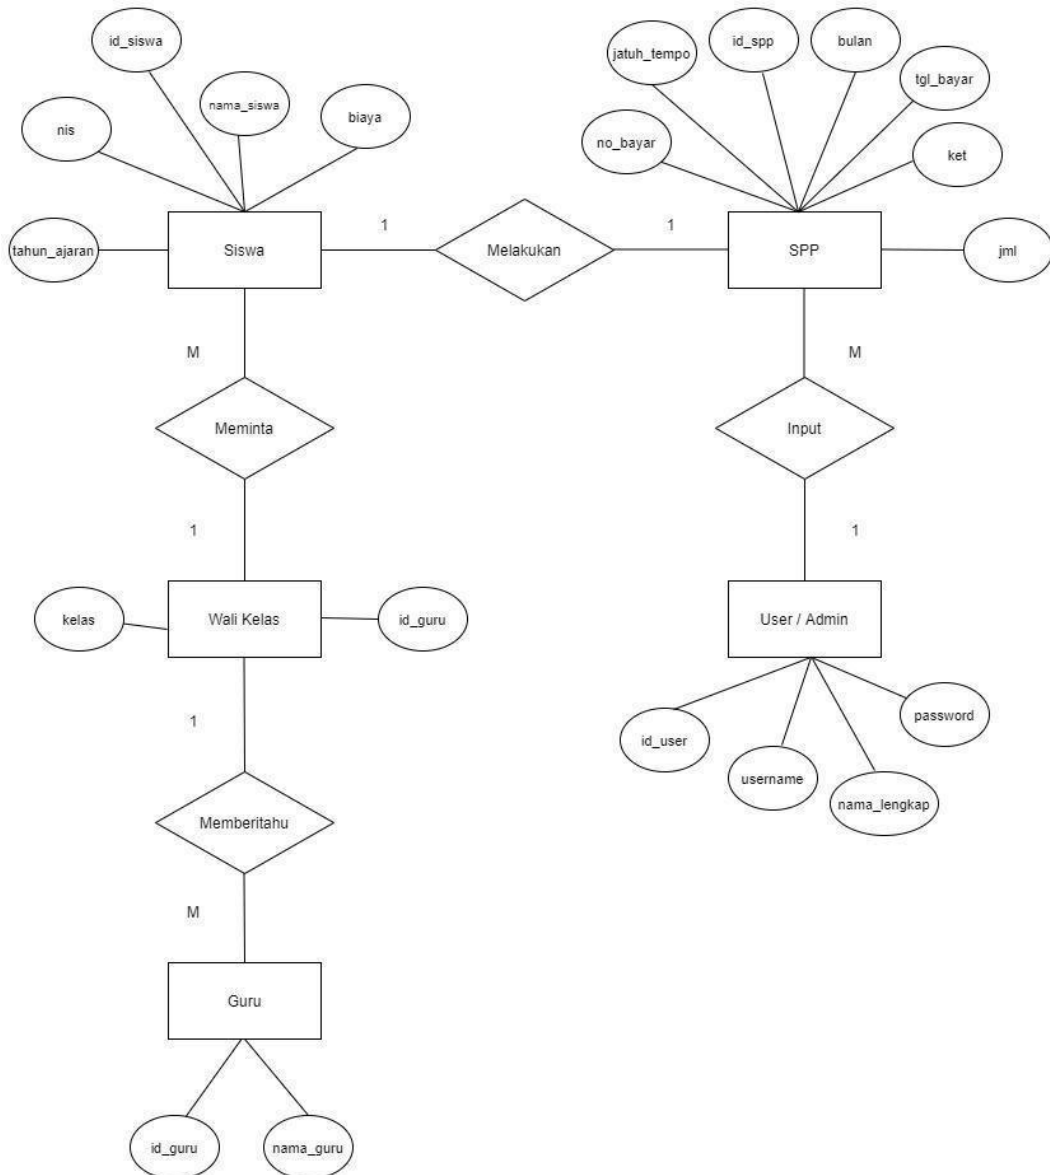 id_siswa
nama_siswa
nis
biaya
tahun_ajaran
Siswa
1
Melakukan
1
jatuh_tempo
id_spp
bulan
tgl_bayar
no_bayar
ket
SPP
jml
M
Meminta
1
M
Input
1
kelas
Wali Kelas
id_guru
User / Admin
id_user
username
nama_lengkap
password
1
Memberitahu
M
Guru
id_guru
nama_guru